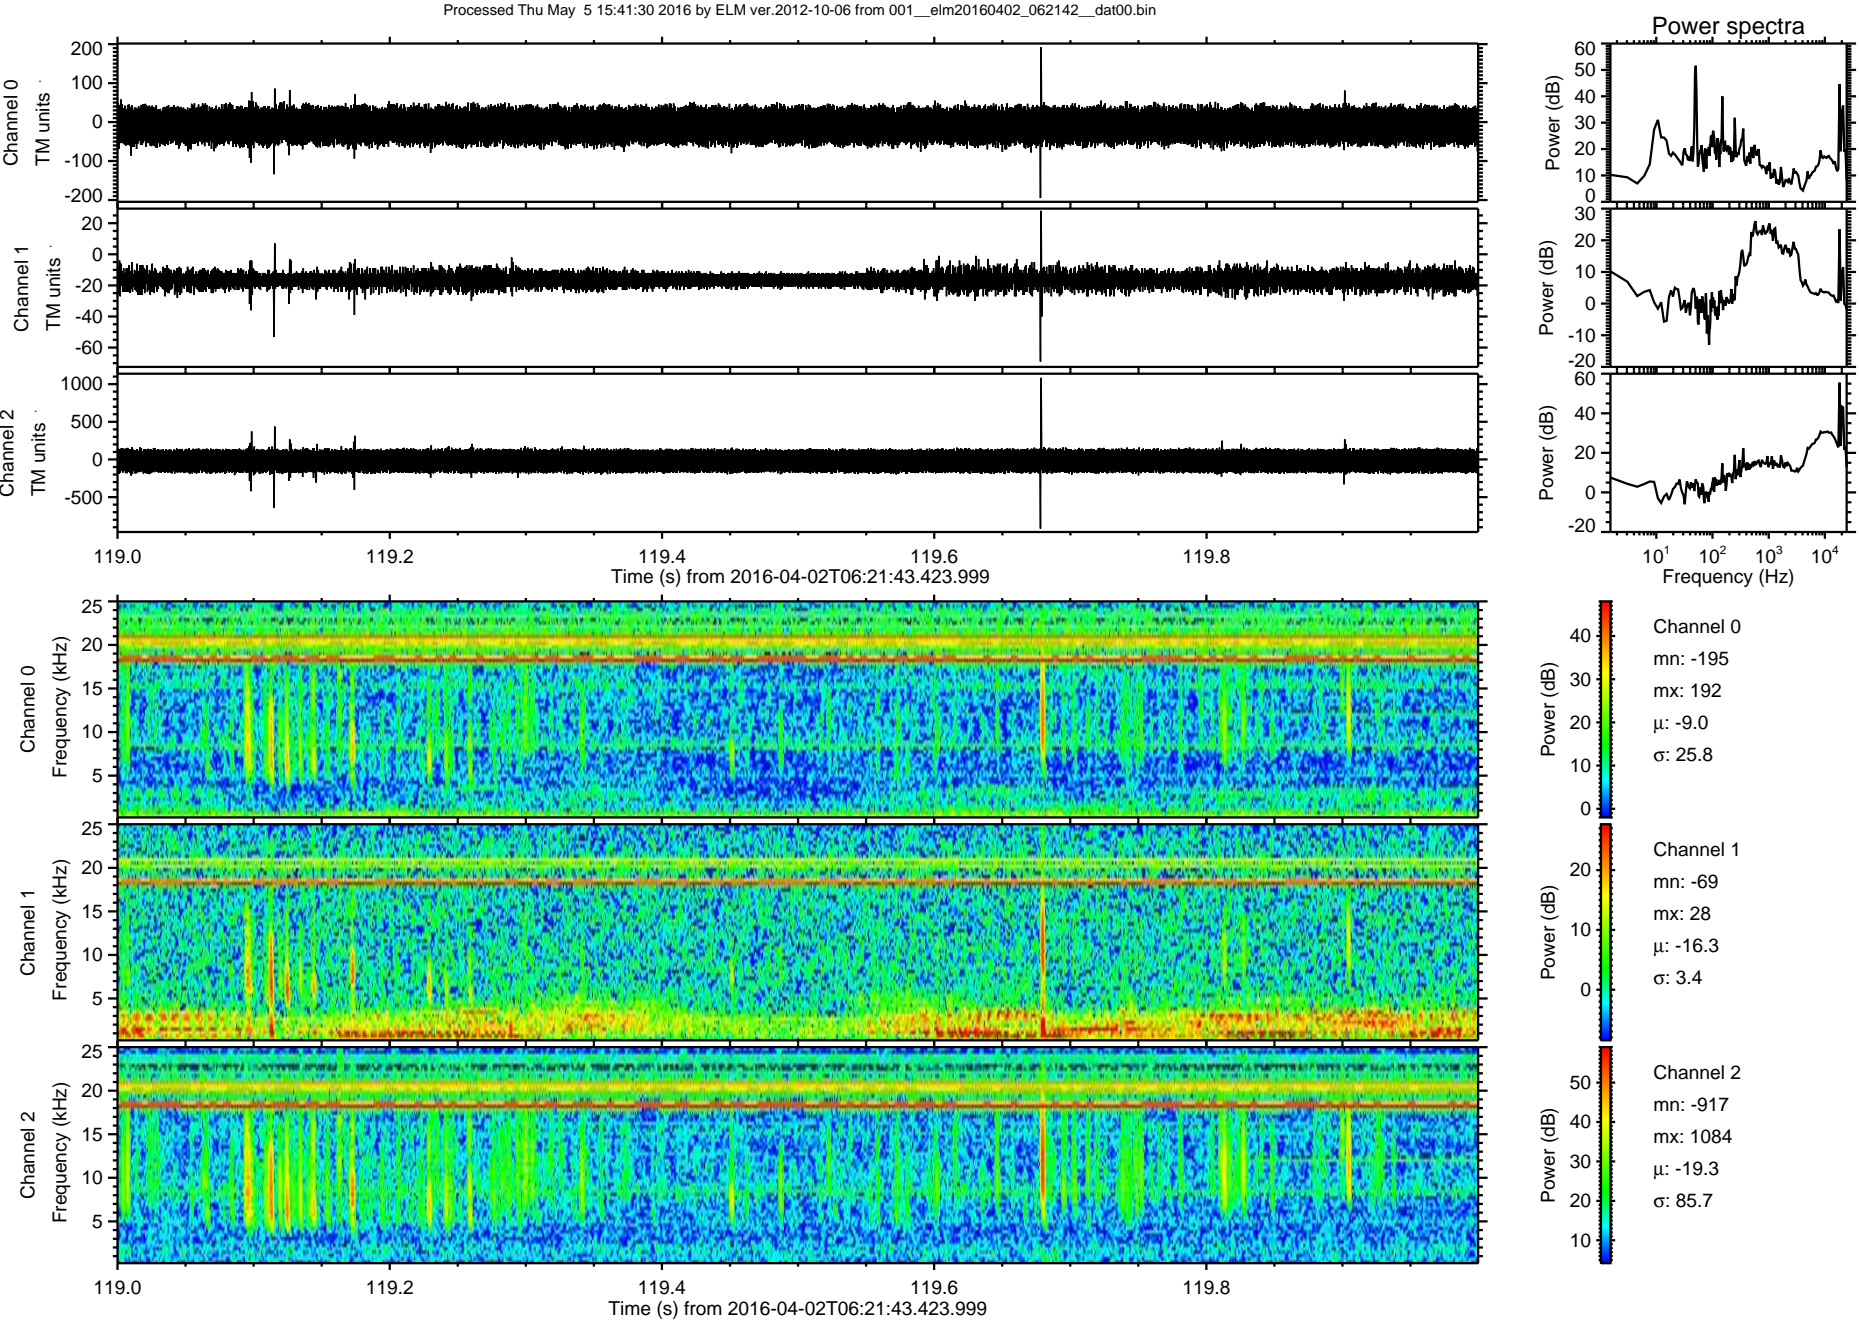 Processed Thu May  5 15:41:30 2016 by ELM ver.2012-10-06 from 001__elm20160402_062142__dat00.bin
Power spectra
Channel 0
TM units
200
100
0
-100
-200
Power (dB)
60
50
40
30
20
10
0
Channel 1
TM units
20
0
-20
-40
-60
Power (dB)
30
20
10
0
-10
-20
Channel 2
TM units
1000
500
0
-500
Power (dB)
60
40
20
0
-20
119.0 119.2 119.4 119.6 119.8
Time (s) from 2016-04-02T06:21:43.423.999
10¹ 10² 10³ 10⁴
Frequency (Hz)
Channel 0
Frequency (kHz)
25
20
15
10
5
Power (dB)
40
30
20
10
0
Channel 0
mn: -195
mx: 192
μ: -9.0
σ: 25.8
Channel 1
Frequency (kHz)
25
20
15
10
5
Power (dB)
20
10
0
Channel 1
mn: -69
mx: 28
μ: -16.3
σ: 3.4
Channel 2
Frequency (kHz)
25
20
15
10
5
Power (dB)
50
40
30
20
10
Channel 2
mn: -917
mx: 1084
μ: -19.3
σ: 85.7
119.0 119.2 119.4 119.6 119.8
Time (s) from 2016-04-02T06:21:43.423.999